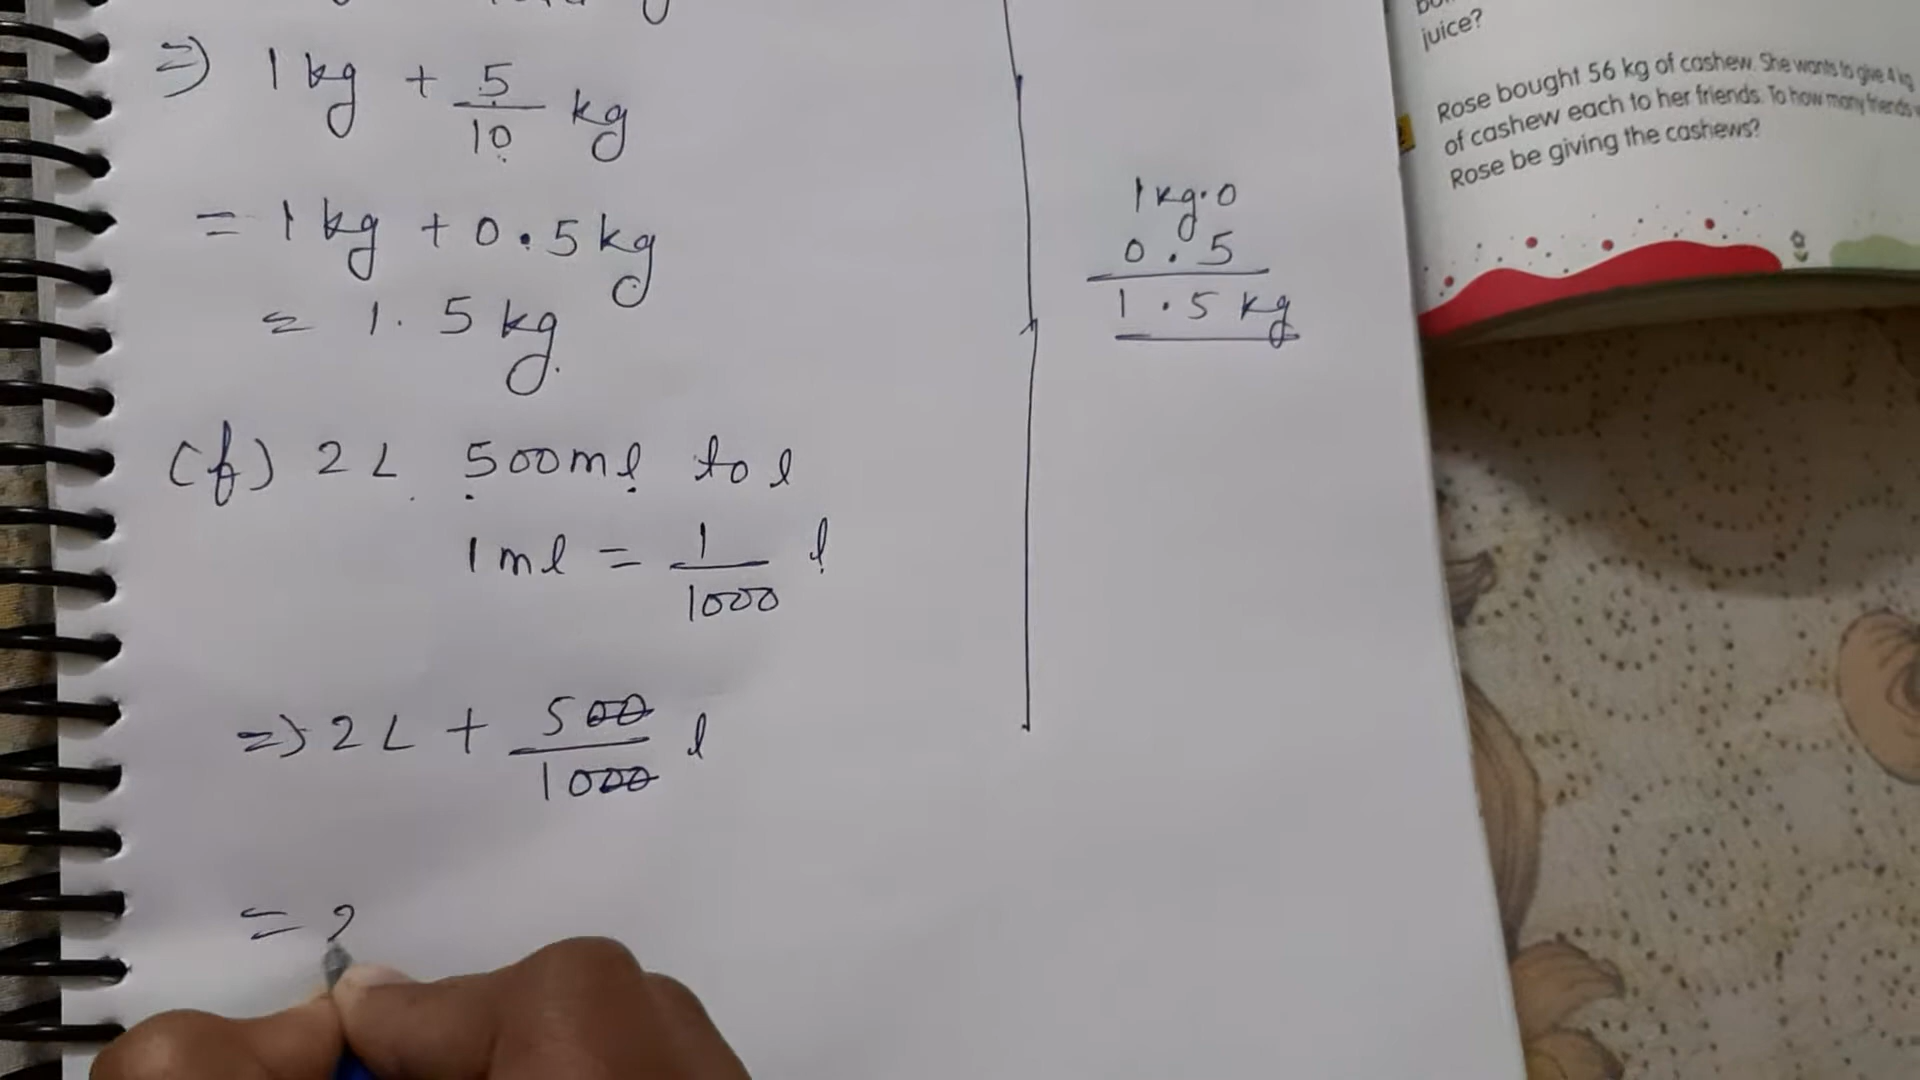 => 1 kg + 5/10 kg
= 1 kg + 0.5 kg
= 1.5 kg.
(f) 2 L 500 ml to l
1 ml = 1/1000 l
=> 2 L + 500/1000 l
= 2
1 kg.0
0.5
1.5 kg
juice?
Rose bought 56 kg of cashew. She wants to give 4 kg
of cashew each to her friends. To how many friends
Rose be giving the cashews?